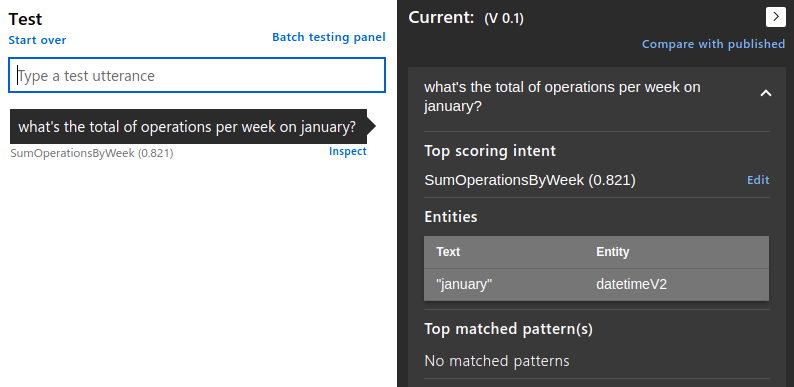 Test
Start over
Batch testing panel
Type a test utterance
what's the total of operations per week on january?
SumOperationsByWeek (0.821)
Inspect
Current: (V 0.1)
Compare with published
what's the total of operations per week on
january?
Top scoring intent
SumOperationsByWeek (0.821)
Edit
Entities
Text Entity
"january" datetimeV2
Top matched pattern(s)
No matched patterns